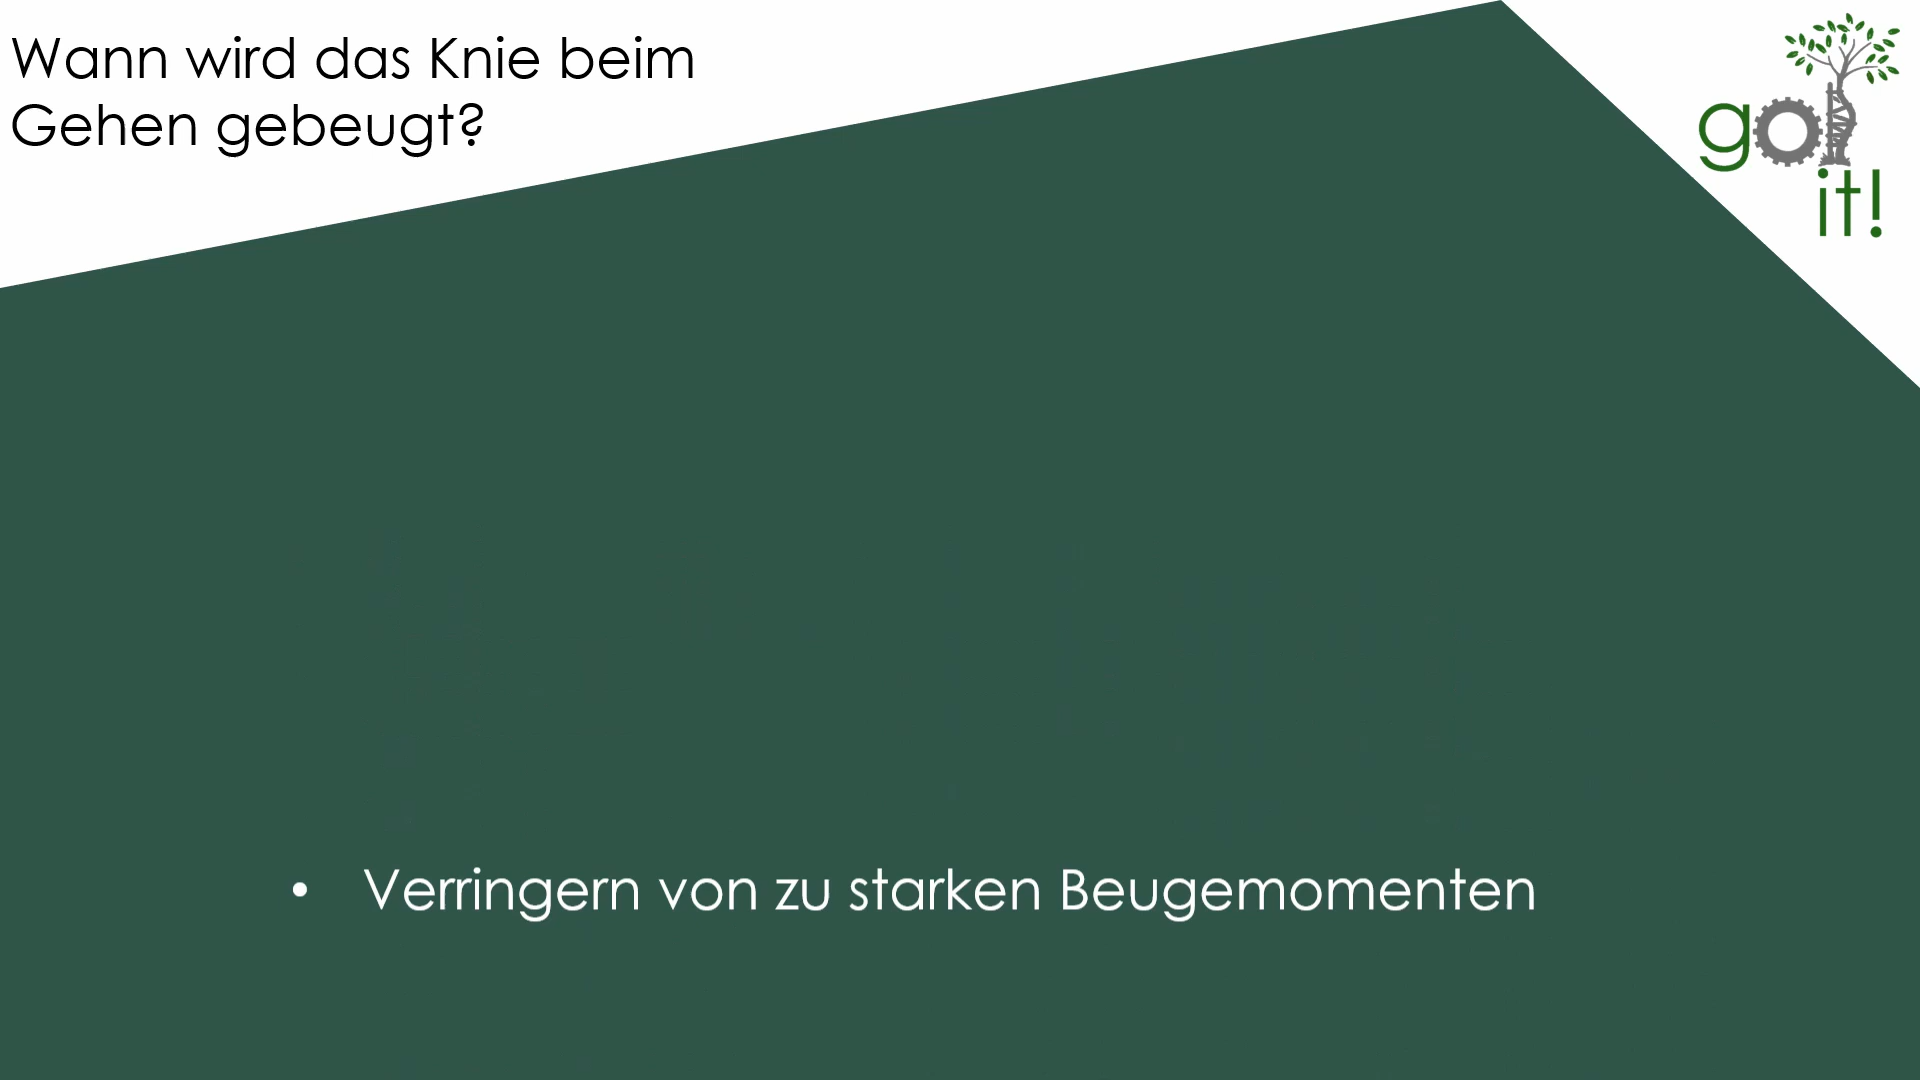 Wann wird das Knie beim
Gehen gebeugt?
go
it!
• Verringern von zu starken Beugemomenten